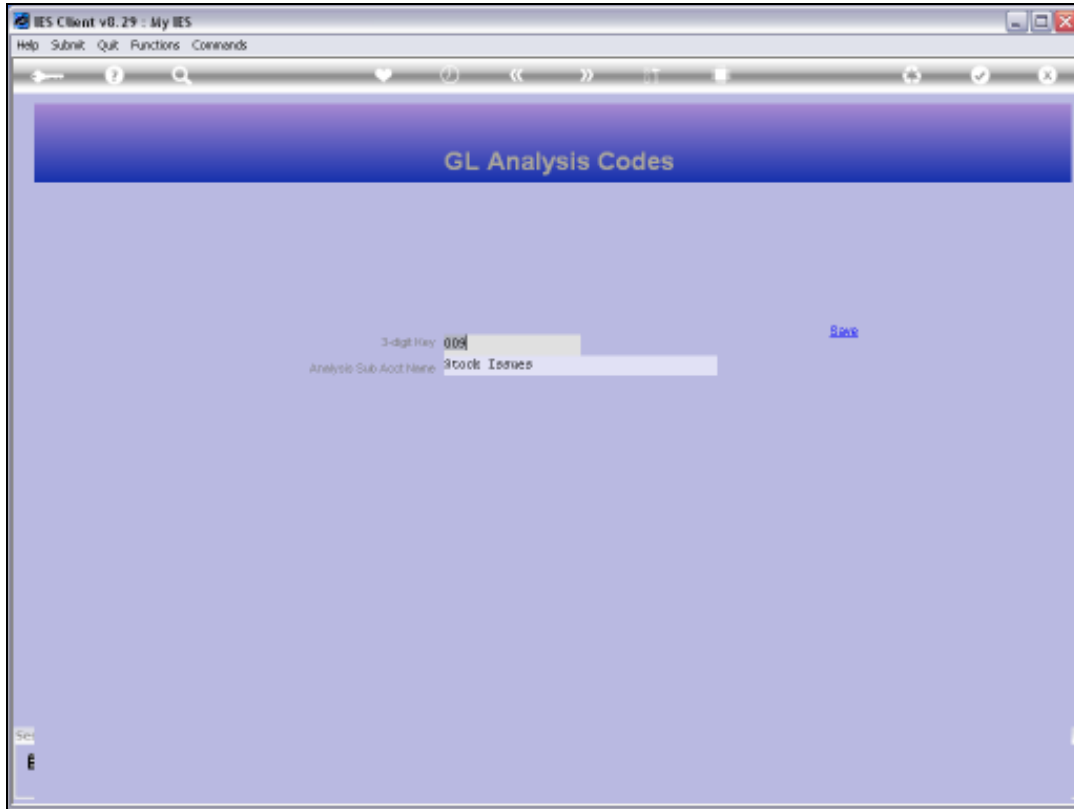 IES Client v8.29 : My IES
Help Submit Quit Functions Commands
GL Analysis Codes
Save
3-digit Key 009
Analysis Sub Acct Name Stock Issues